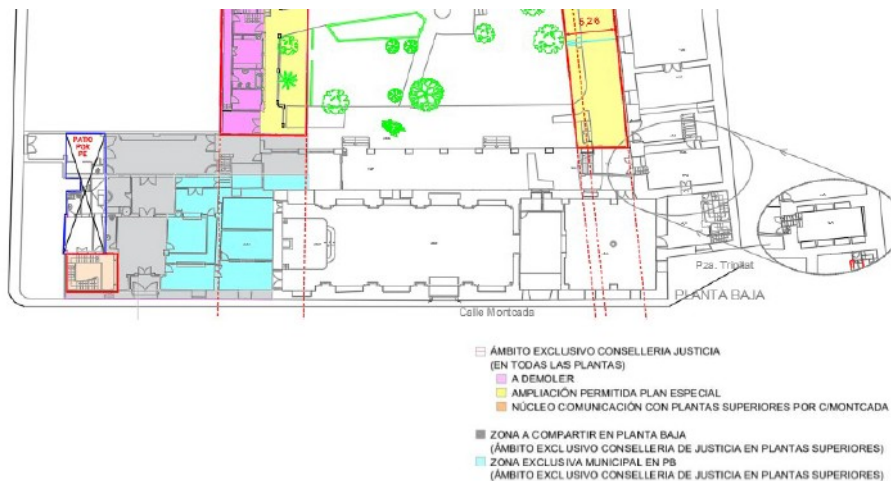 5,26
PATIO
POR
PE
Pza. Trinitat
PLANTA BAJA
Calle Montcada
ÁMBITO EXCLUSIVO CONSELLERIA JUSTICIA
(EN TODAS LAS PLANTAS)
A DEMOLER
AMPLIACIÓN PERMITIDA PLAN ESPECIAL
NÚCLEO COMUNICACIÓN CON PLANTAS SUPERIORES POR C/MONTCADA
ZONA A COMPARTIR EN PLANTA BAJA
(ÁMBITO EXCLUSIVO CONSELLERIA DE JUSTICIA EN PLANTAS SUPERIORES)
ZONA EXCLUSIVA MUNICIPAL EN PB
(ÁMBITO EXCLUSIVO CONSELLERIA DE JUSTICIA EN PLANTAS SUPERIORES)